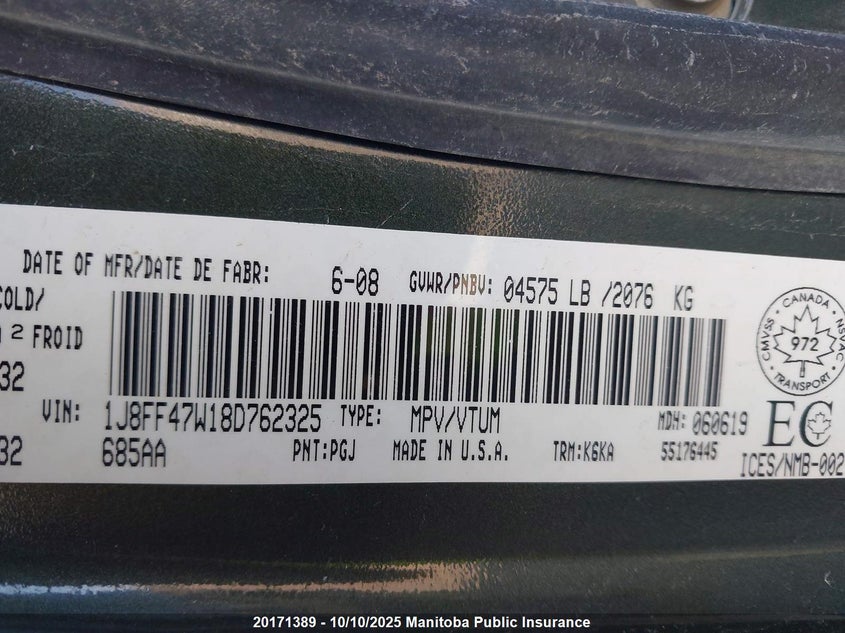 DATE OF MFR/DATE DE FABR: 6-08 GVWR/PNBV: 04575 LB /2076 KG
COLD/
2 FROID
32
VIN: 1J8FF47W18D762325 TYPE: MPV/VTUM MDH: 060619
32 685AA PNT:PGJ MADE IN U.S.A. TRM:K6KA 55176445
CANADA
CMVSS 972 NSVAC
TRANSPORT
EC
ICES/NMB-002
20171389 - 10/10/2025 Manitoba Public Insurance